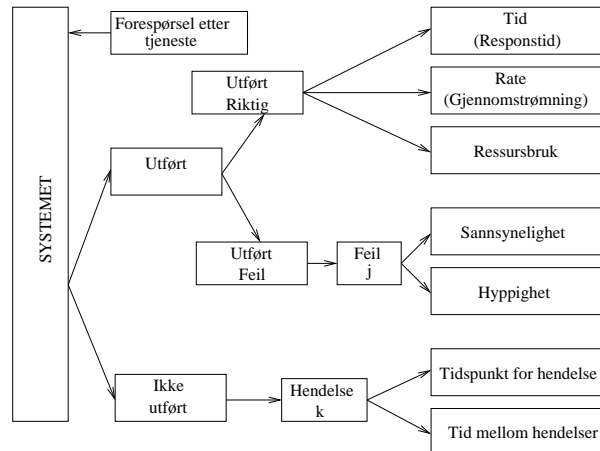 SYSTEMET
Forespørsel etter
tjeneste
Utført
Riktig
Tid
(Responstid)
Rate
(Gjennomstrømning)
Ressursbruk
Utført
Utført
Feil
Feil
j
Sannsynelighet
Hyppighet
Ikke
utført
Hendelse
k
Tidspunkt for hendelse
Tid mellom hendelser